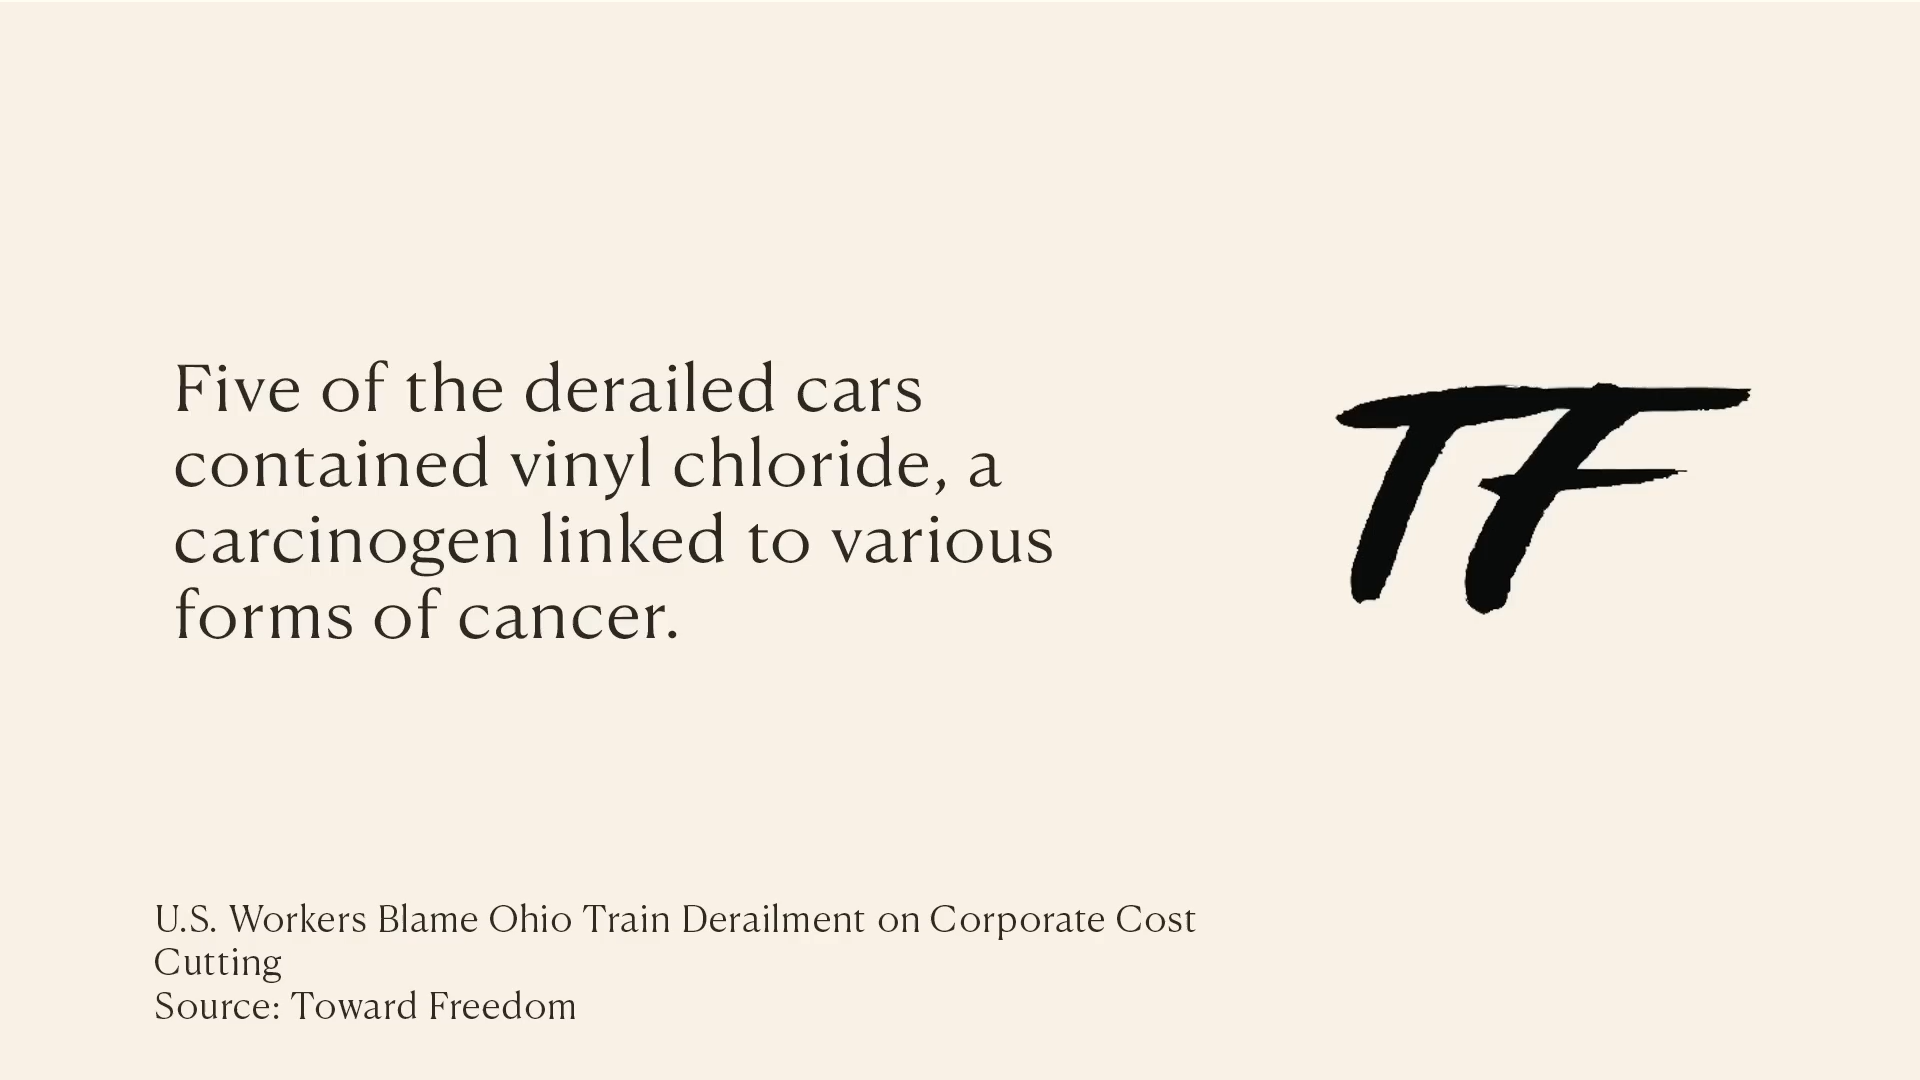 Five of the derailed cars
contained vinyl chloride, a
carcinogen linked to various
forms of cancer.
TF
U.S. Workers Blame Ohio Train Derailment on Corporate Cost
Cutting
Source: Toward Freedom